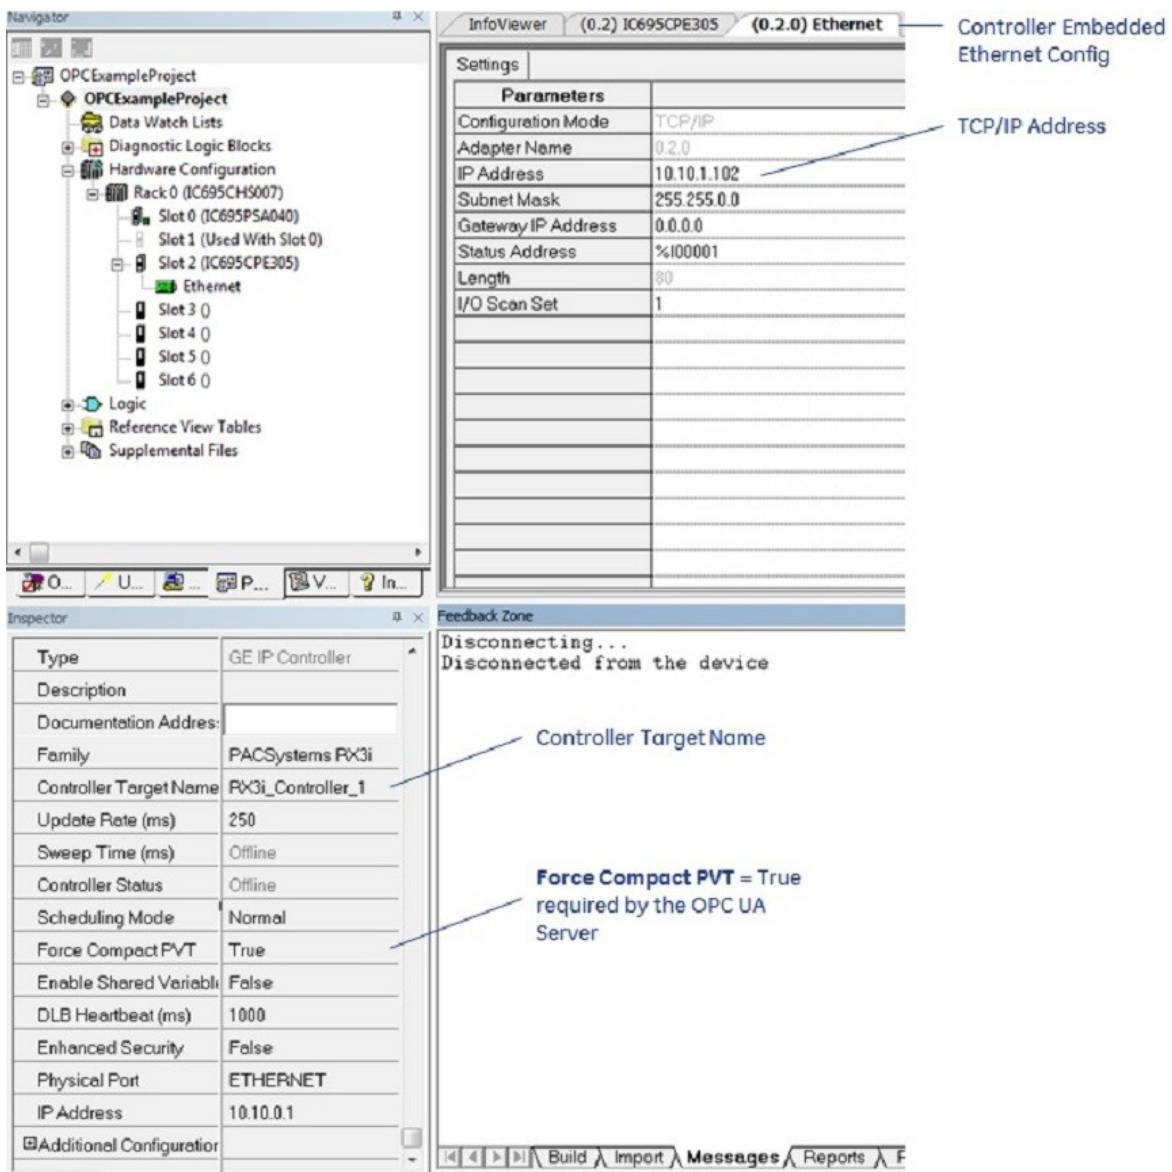 Navigator
OPCExampleProject
OPCExampleProject
Data Watch Lists
Diagnostic Logic Blocks
Hardware Configuration
Rack 0 (IC695CHS007)
Slot 0 (IC695PSA040)
Slot 1 (Used With Slot 0)
Slot 2 (IC695CPE305)
Ethernet
Slot 3 ()
Slot 4 ()
Slot 5 ()
Slot 6 ()
Logic
Reference View Tables
Supplemental Files
O... U... ... P... V... In...
InfoViewer (0.2) IC695CPE305 (0.2.0) Ethernet
Settings
Parameters
Configuration Mode TCP/IP
Adapter Name 0.2.0
IP Address 10.10.1.102
Subnet Mask 255.255.0.0
Gateway IP Address 0.0.0.0
Status Address %I00001
Length 80
I/O Scan Set 1
Controller Embedded
Ethernet Config
TCP/IP Address
Inspector
Type GE IP Controller
Description
Documentation Address
Family PACSystems RX3i
Controller Target Name RX3i_Controller_1
Update Rate (ms) 250
Sweep Time (ms) Offline
Controller Status Offline
Scheduling Mode Normal
Force Compact PVT True
Enable Shared Variable False
DLB Heartbeat (ms) 1000
Enhanced Security False
Physical Port ETHERNET
IP Address 10.10.0.1
Additional Configuration
Feedback Zone
Disconnecting...
Disconnected from the device
Controller Target Name
Force Compact PVT = True
required by the OPC UA
Server
Build Import Messages Reports